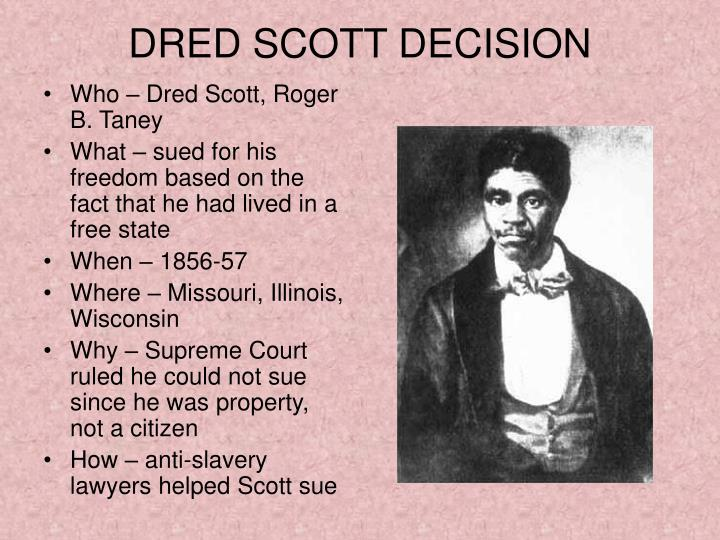 DRED SCOTT DECISION
• Who – Dred Scott, Roger
B. Taney
• What – sued for his
freedom based on the
fact that he had lived in a
free state
• When – 1856-57
• Where – Missouri, Illinois,
Wisconsin
• Why – Supreme Court
ruled he could not sue
since he was property,
not a citizen
• How – anti-slavery
lawyers helped Scott sue